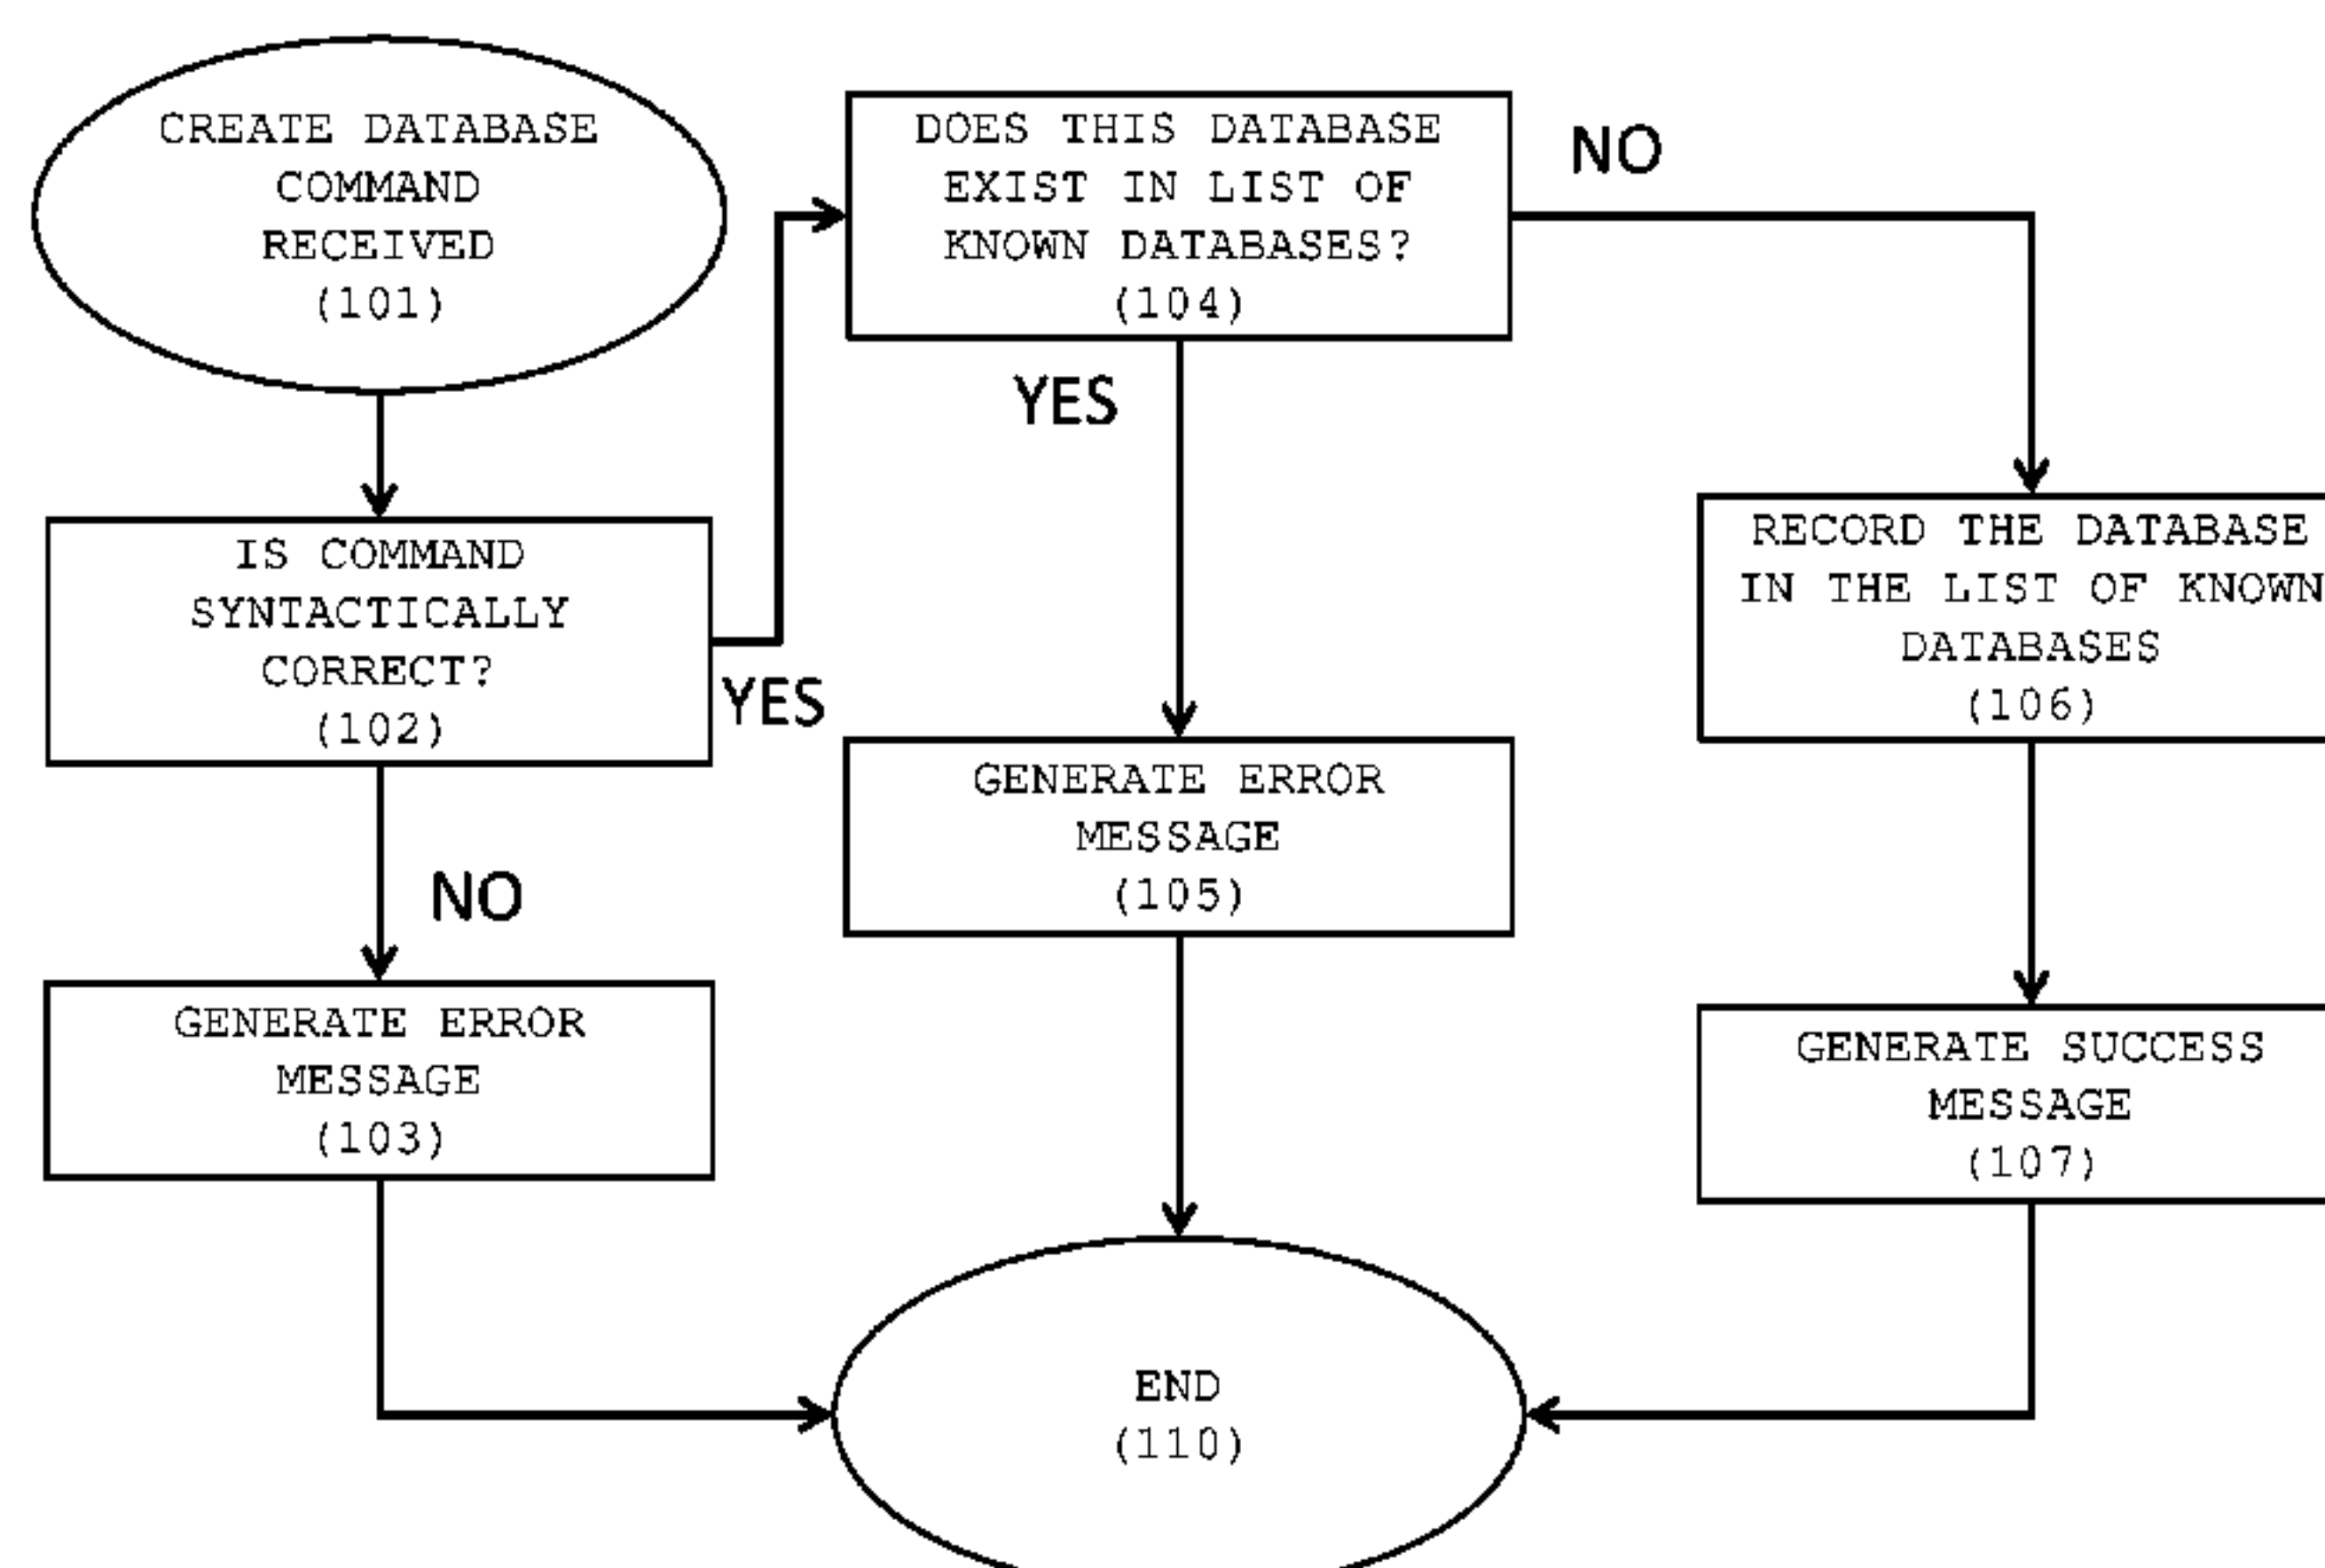 CREATE DATABASE
COMMAND
RECEIVED
(101)
IS COMMAND
SYNTACTICALLY
CORRECT?
(102)
YES
NO
GENERATE ERROR
MESSAGE
(103)
DOES THIS DATABASE
EXIST IN LIST OF
KNOWN DATABASES?
(104)
NO
YES
GENERATE ERROR
MESSAGE
(105)
RECORD THE DATABASE
IN THE LIST OF KNOWN
DATABASES
(106)
GENERATE SUCCESS
MESSAGE
(107)
END
(110)